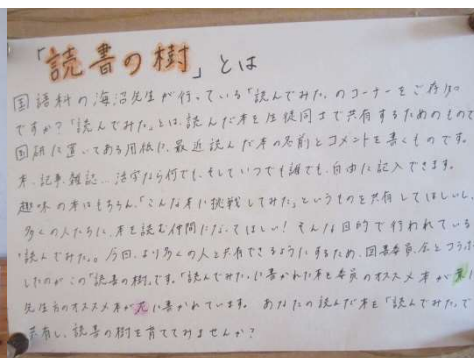 「読書の樹」とは
国語科の海沼先生が行っている「読んでみた。」のコーナーをご存知
ですか?「読んでみた。」とは、読んだ本を生徒同士で共有するためのもので
国研に置いてある用紙に、最近読んだ本の名前とコメントを書くものです。
本、記事、雑誌…活字なら何でも、そしていつでも誰でも、自由に記入できます。
趣味の本はもちろん、「こんな本に挑戦してみた」というものを共有してほしいし、
多くの人たちに、本を読む仲間になってほしい!そんな目的で行われている
「読んでみた。」今回、より多くの人と共有できるようにするため、図書委員会とコラボ
したのがこの「読書の樹」です。「読んでみた。」に書かれた本と委員のオススメ本が葉に
先生方のオススメ本が花に書かれています。 あなたの読んだ本を「読んでみた。」で
共有し、読書の樹を育ててみませんか?